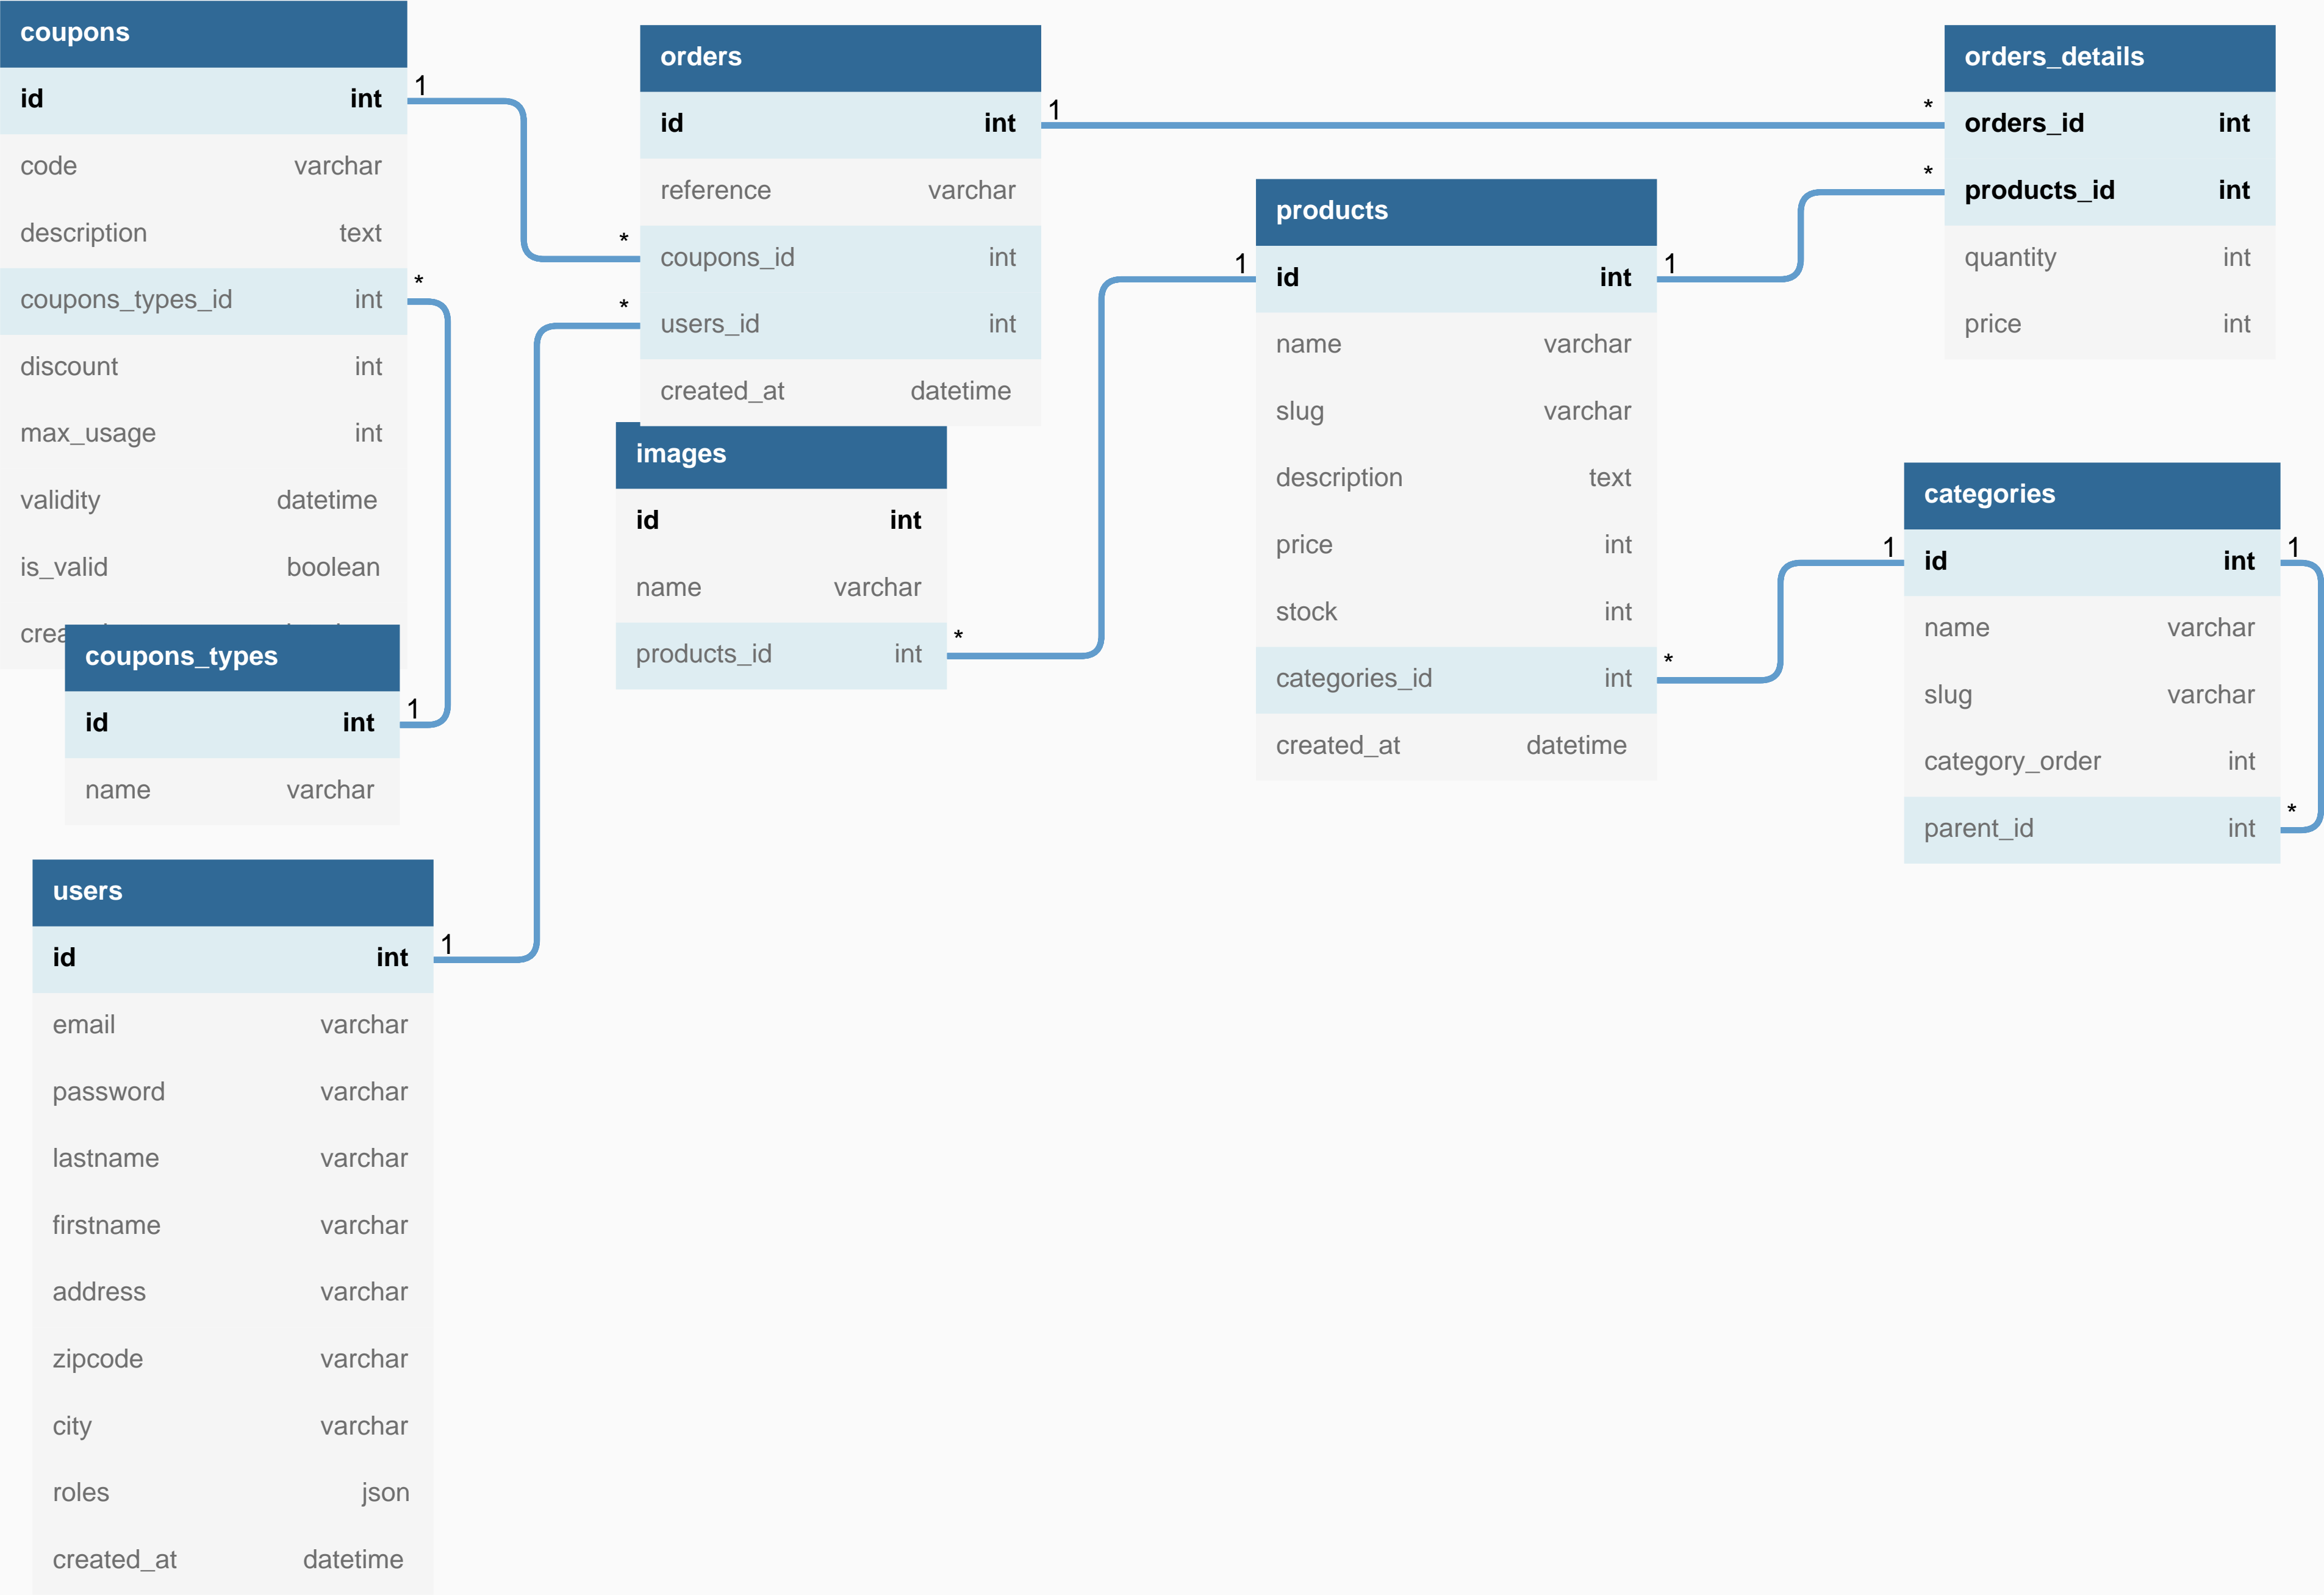 coupons
id int
code varchar
description text
coupons_types_id int
discount int
max_usage int
validity datetime
is_valid boolean
coupons_types
id int
name varchar
users
id int
email varchar
password varchar
lastname varchar
firstname varchar
address varchar
zipcode varchar
city varchar
roles json
created_at datetime
orders
id int
reference varchar
coupons_id int
users_id int
created_at datetime
images
id int
name varchar
products_id int
products
id int
name varchar
slug varchar
description text
price int
stock int
categories_id int
created_at datetime
orders_details
orders_id int
products_id int
quantity int
price int
categories
id int
name varchar
slug varchar
category_order int
parent_id int
1
*
1
*
*
1
1
*
*
1
1
*
1
*
1
1
*